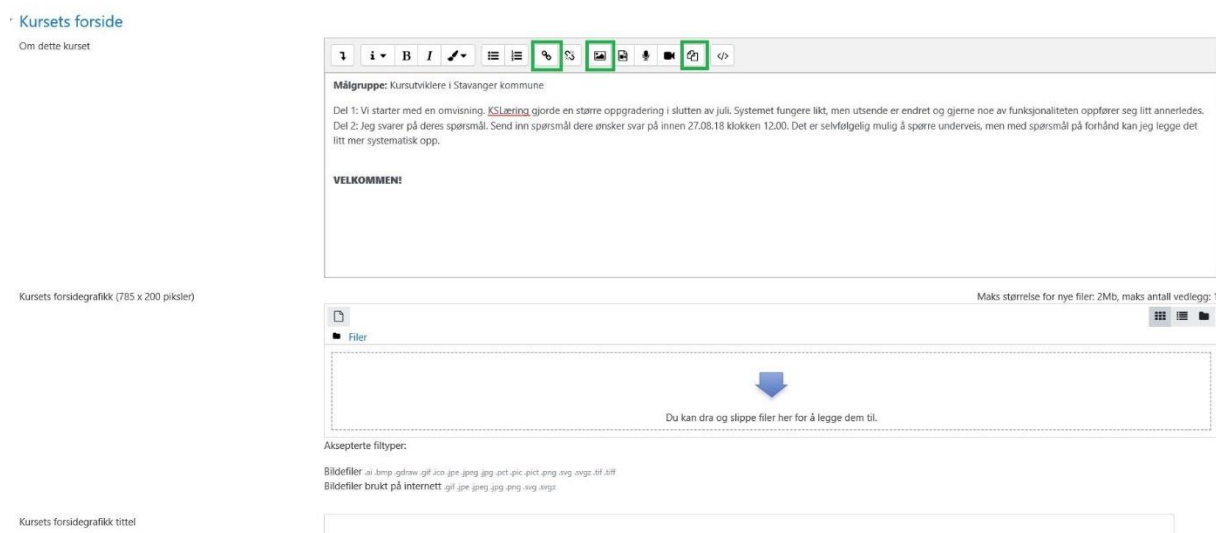 Kursets forside
Om dette kurset
B I
Målgruppe: Kursutviklere i Stavanger kommune
Del 1: Vi starter med en omvisning. KSLæring gjorde en større oppgradering i slutten av juli. Systemet fungere likt, men utsende er endret og gjerne noe av funksjonaliteten oppfører seg litt annerledes.
Del 2: Jeg svarer på deres spørsmål. Send inn spørsmål dere ønsker svar på innen 27.08.18 klokken 12.00. Det er selvfølgelig mulig å spørre underveis, men med spørsmål på forhånd kan jeg legge det
litt mer systematisk opp.
VELKOMMEN!
Kursets forsidegrafikk (785 x 200 piksler)
Maks størrelse for nye filer: 2Mb, maks antall vedlegg: 1
Filer
Du kan dra og slippe filer her for å legge dem til.
Aksepterte filtyper:
Bildefiler .ai .bmp .gdraw .gif .ico .jpe .jpeg .jpg .pct .pic .pict .png .svg .svgz .tif .tiff
Bildefiler brukt på internett .gif .jpe .jpeg .jpg .png .svg .svgz
Kursets forsidegrafikk tittel